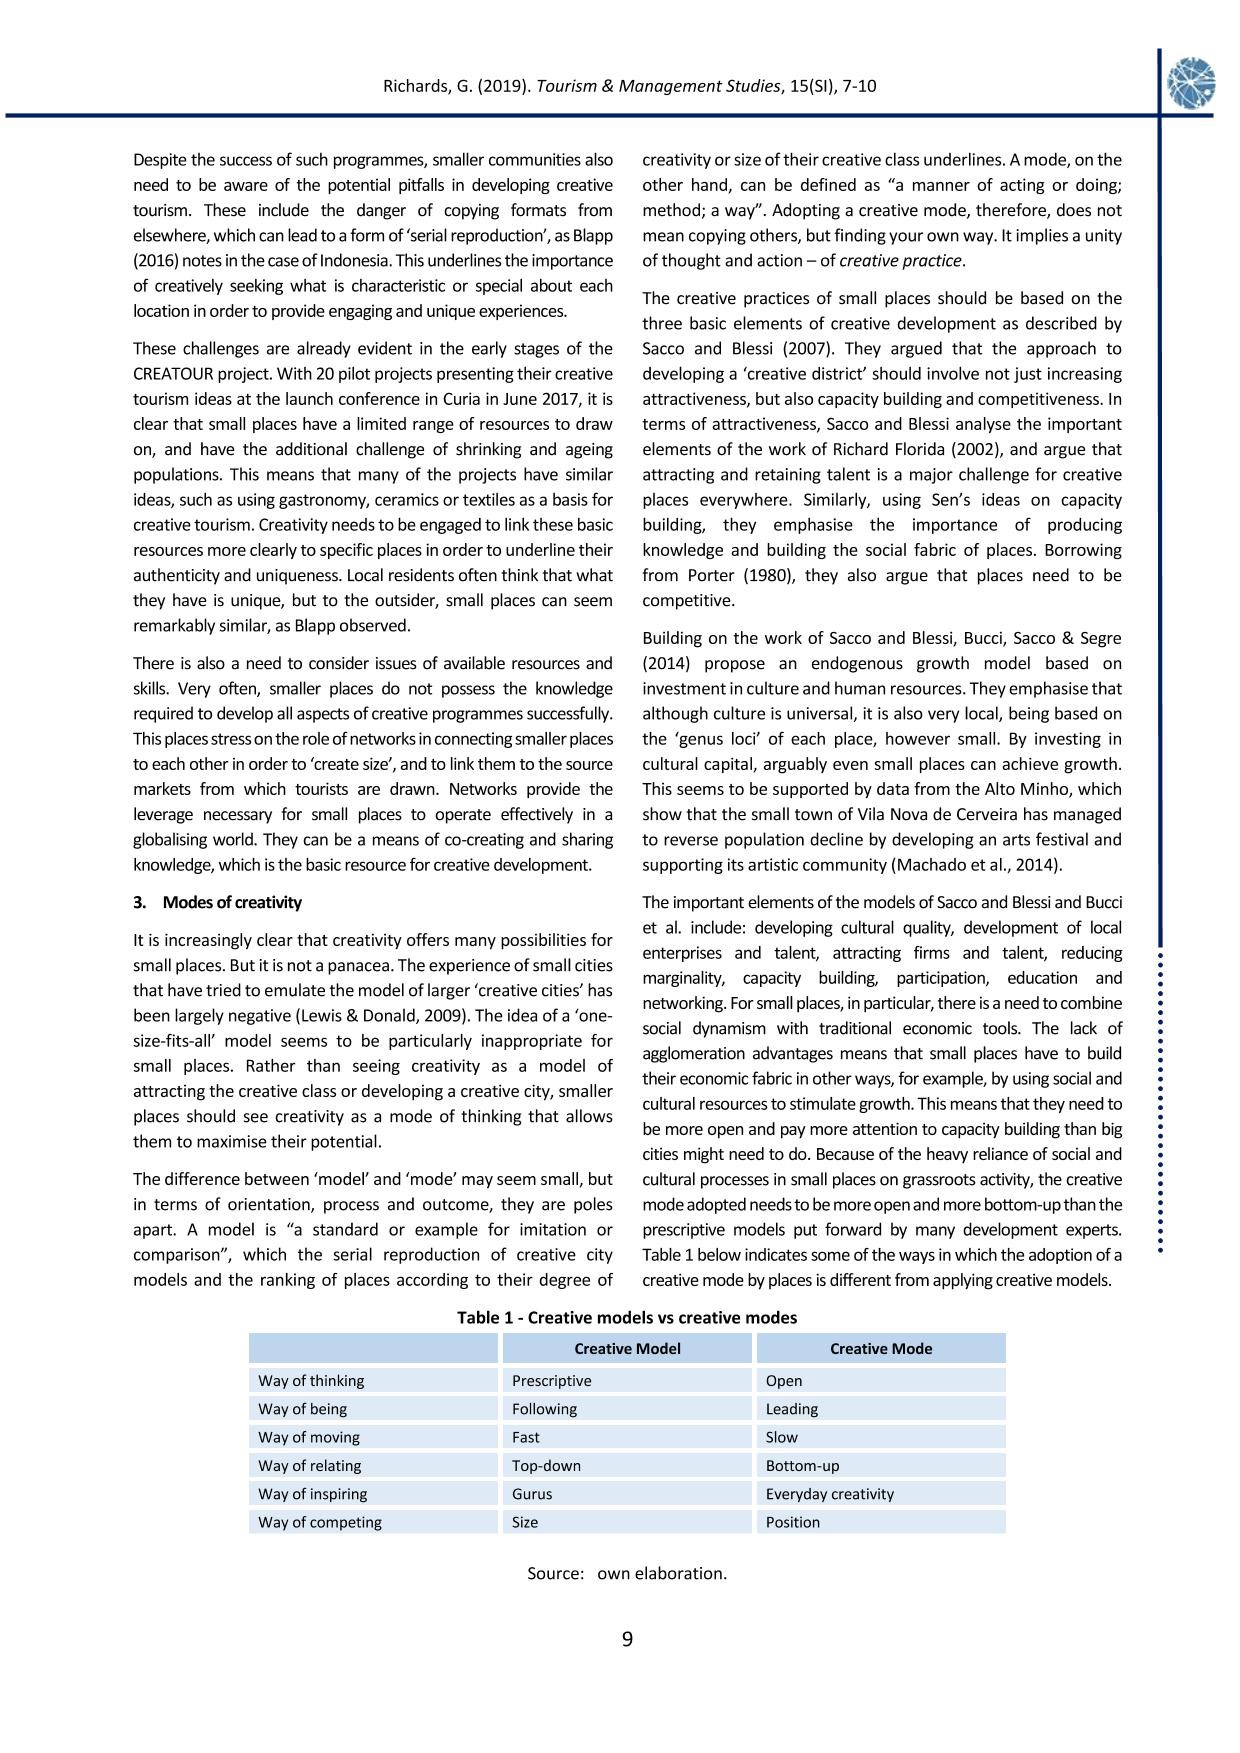 Richards, G. (2019). Tourism & Management Studies, 15(SI), 7-10
Despite the success of such programmes, smaller communities also
need to be aware of the potential pitfalls in developing creative
tourism. These include the danger of copying formats from
elsewhere, which can lead to a form of ‘serial reproduction’, as Blapp
(2016) notes in the case of Indonesia. This underlines the importance
of creatively seeking what is characteristic or special about each
location in order to provide engaging and unique experiences.
These challenges are already evident in the early stages of the
CREATOUR project. With 20 pilot projects presenting their creative
tourism ideas at the launch conference in Curia in June 2017, it is
clear that small places have a limited range of resources to draw
on, and have the additional challenge of shrinking and ageing
populations. This means that many of the projects have similar
ideas, such as using gastronomy, ceramics or textiles as a basis for
creative tourism. Creativity needs to be engaged to link these basic
resources more clearly to specific places in order to underline their
authenticity and uniqueness. Local residents often think that what
they have is unique, but to the outsider, small places can seem
remarkably similar, as Blapp observed.
There is also a need to consider issues of available resources and
skills. Very often, smaller places do not possess the knowledge
required to develop all aspects of creative programmes successfully.
This places stress on the role of networks in connecting smaller places
to each other in order to ‘create size’, and to link them to the source
markets from which tourists are drawn. Networks provide the
leverage necessary for small places to operate effectively in a
globalising world. They can be a means of co-creating and sharing
knowledge, which is the basic resource for creative development.
3. Modes of creativity
It is increasingly clear that creativity offers many possibilities for
small places. But it is not a panacea. The experience of small cities
that have tried to emulate the model of larger ‘creative cities’ has
been largely negative (Lewis & Donald, 2009). The idea of a ‘one-
size-fits-all’ model seems to be particularly inappropriate for
small places. Rather than seeing creativity as a model of
attracting the creative class or developing a creative city, smaller
places should see creativity as a mode of thinking that allows
them to maximise their potential.
The difference between ‘model’ and ‘mode’ may seem small, but
in terms of orientation, process and outcome, they are poles
apart. A model is “a standard or example for imitation or
comparison”, which the serial reproduction of creative city
models and the ranking of places according to their degree of
creativity or size of their creative class underlines. A mode, on the
other hand, can be defined as “a manner of acting or doing;
method; a way”. Adopting a creative mode, therefore, does not
mean copying others, but finding your own way. It implies a unity
of thought and action – of creative practice.
The creative practices of small places should be based on the
three basic elements of creative development as described by
Sacco and Blessi (2007). They argued that the approach to
developing a ‘creative district’ should involve not just increasing
attractiveness, but also capacity building and competitiveness. In
terms of attractiveness, Sacco and Blessi analyse the important
elements of the work of Richard Florida (2002), and argue that
attracting and retaining talent is a major challenge for creative
places everywhere. Similarly, using Sen’s ideas on capacity
building, they emphasise the importance of producing
knowledge and building the social fabric of places. Borrowing
from Porter (1980), they also argue that places need to be
competitive.
Building on the work of Sacco and Blessi, Bucci, Sacco & Segre
(2014) propose an endogenous growth model based on
investment in culture and human resources. They emphasise that
although culture is universal, it is also very local, being based on
the ‘genus loci’ of each place, however small. By investing in
cultural capital, arguably even small places can achieve growth.
This seems to be supported by data from the Alto Minho, which
show that the small town of Vila Nova de Cerveira has managed
to reverse population decline by developing an arts festival and
supporting its artistic community (Machado et al., 2014).
The important elements of the models of Sacco and Blessi and Bucci
et al. include: developing cultural quality, development of local
enterprises and talent, attracting firms and talent, reducing
marginality, capacity building, participation, education and
networking. For small places, in particular, there is a need to combine
social dynamism with traditional economic tools. The lack of
agglomeration advantages means that small places have to build
their economic fabric in other ways, for example, by using social and
cultural resources to stimulate growth. This means that they need to
be more open and pay more attention to capacity building than big
cities might need to do. Because of the heavy reliance of social and
cultural processes in small places on grassroots activity, the creative
mode adopted needs to be more open and more bottom-up than the
prescriptive models put forward by many development experts.
Table 1 below indicates some of the ways in which the adoption of a
creative mode by places is different from applying creative models.
Table 1 - Creative models vs creative modes
Creative Model Creative Mode
Way of thinking Prescriptive Open
Way of being Following Leading
Way of moving Fast Slow
Way of relating Top-down Bottom-up
Way of inspiring Gurus Everyday creativity
Way of competing Size Position
Source: own elaboration.
9